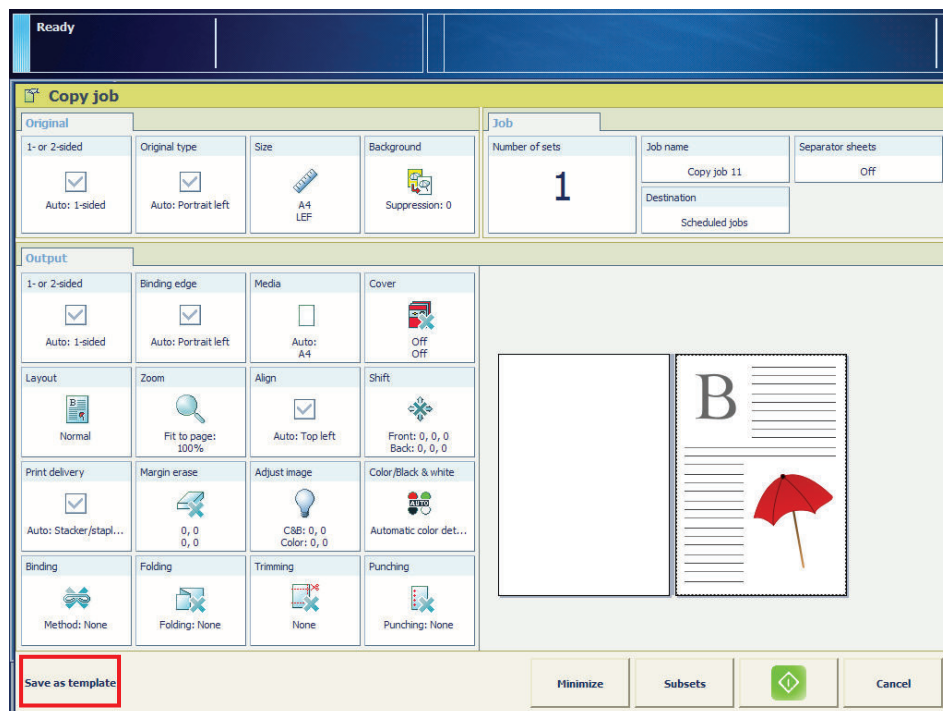 Ready
Copy job
Original
1- or 2-sided
Auto: 1-sided
Original type
Auto: Portrait left
Size
A4
LEF
Background
Suppression: 0
Job
Number of sets
1
Job name
Copy job 11
Destination
Scheduled jobs
Separator sheets
Off
Output
1- or 2-sided
Auto: 1-sided
Binding edge
Auto: Portrait left
Media
Auto:
A4
Cover
Off
Off
Layout
B
Normal
Zoom
Fit to page:
100%
Align
Auto: Top left
Shift
Front: 0, 0, 0
Back: 0, 0, 0
Print delivery
Auto: Stacker/stapl...
Margin erase
0, 0
0, 0
Adjust image
C&B: 0, 0
Color: 0, 0
Color/Black & white
AUTO
Automatic color det...
Binding
Method: None
Folding
Folding: None
Trimming
None
Punching
Punching: None
B
Save as template
Minimize
Subsets
Cancel